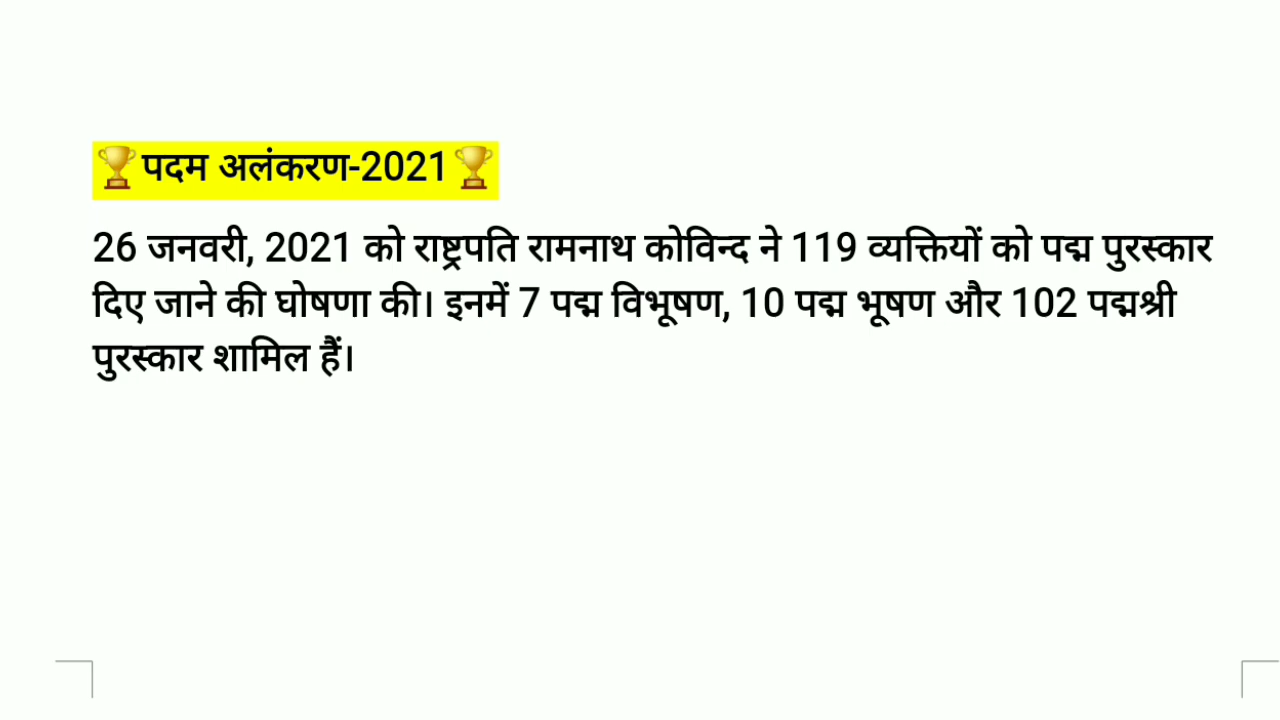 🏆पदम अलंकरण-2021🏆
26 जनवरी, 2021 को राष्ट्रपति रामनाथ कोविन्द ने 119 व्यक्तियों को पद्म पुरस्कार
दिए जाने की घोषणा की। इनमें 7 पद्म विभूषण, 10 पद्म भूषण और 102 पद्मश्री
पुरस्कार शामिल हैं।